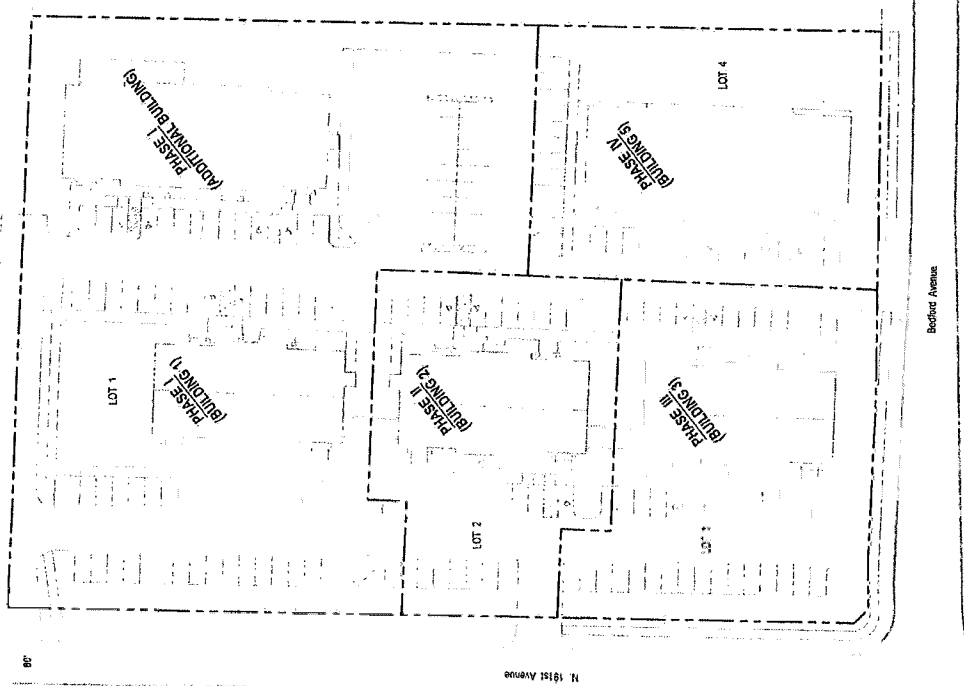 PHASE I
(ADDITIONAL BUILDING)
LOT 4
PHASE IV
(BUILDING 5)
LOT 1
PHASE I
(BUILDING 1)
PHASE II
(BUILDING 2)
PHASE III
(BUILDING 3)
LOT 2
LOT
Bedford Avenue
N. 191st Avenue